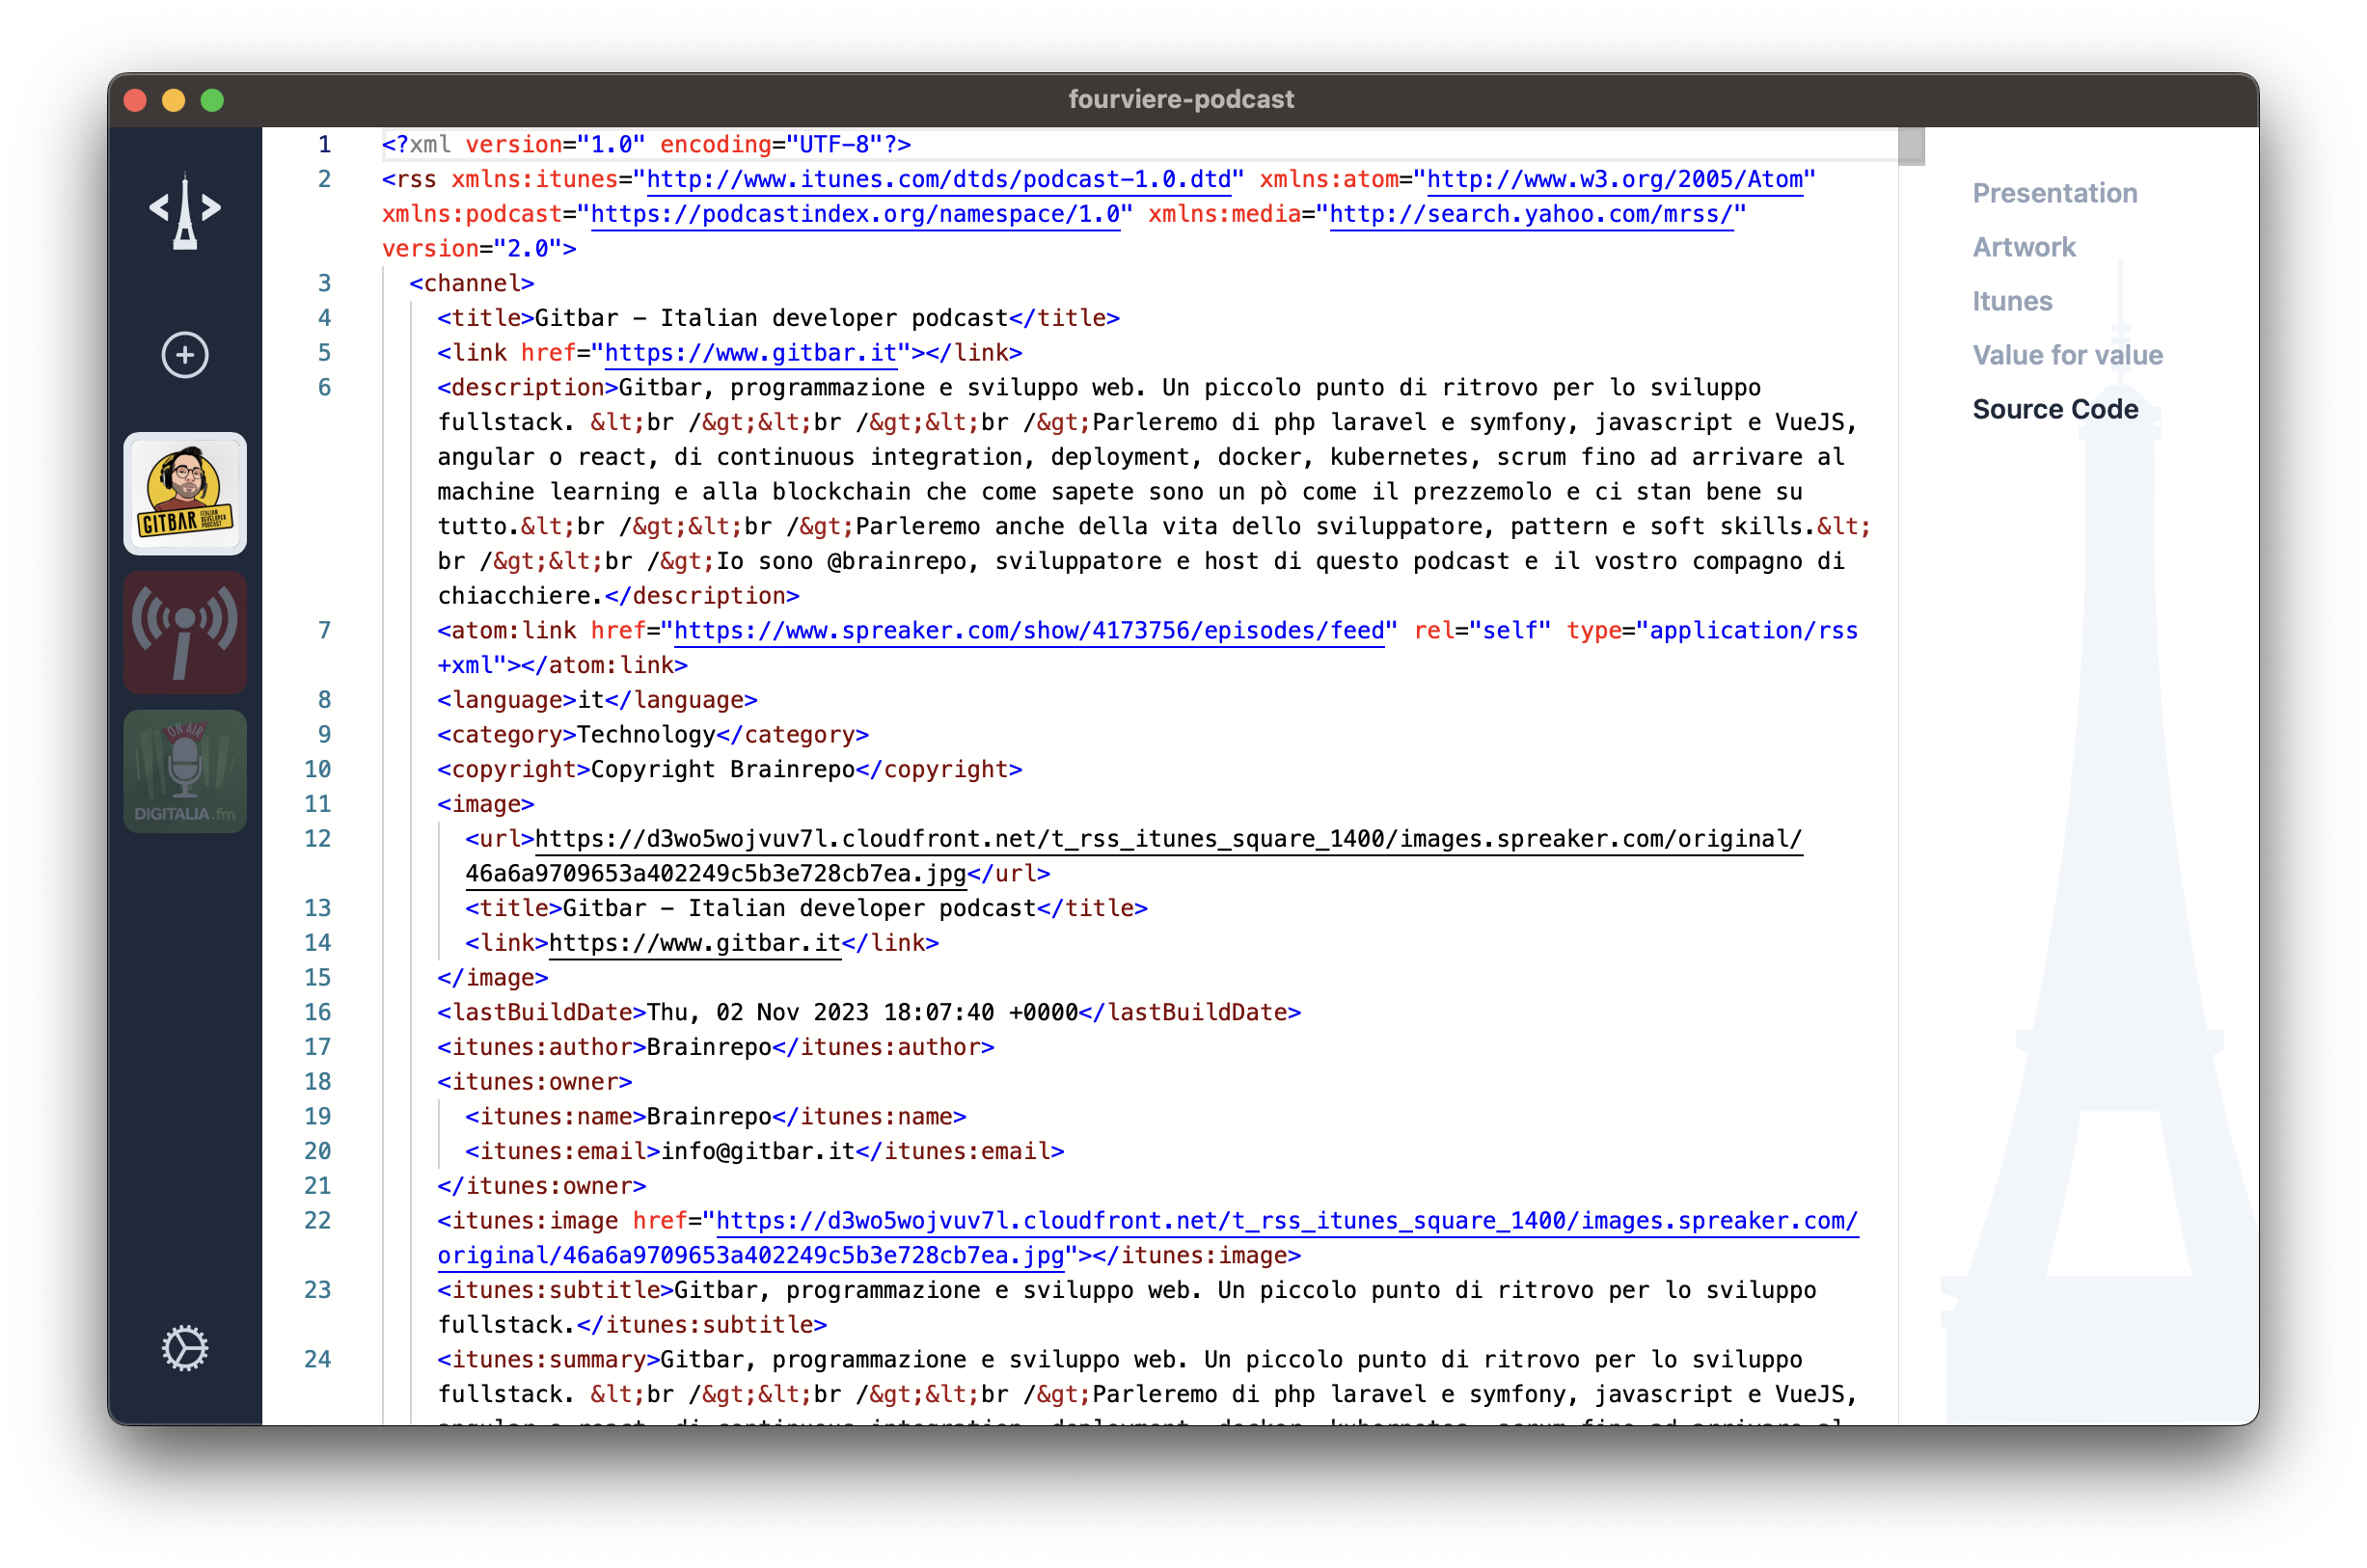 fourviere-podcast
GITBAR ITALIAN DEVELOPER PODCAST
ON AIR
DIGITALIA.fm
1 <?xml version="1.0" encoding="UTF-8"?>
2 <rss xmlns:itunes="http://www.itunes.com/dtds/podcast-1.0.dtd" xmlns:atom="http://www.w3.org/2005/Atom"
xmlns:podcast="https://podcastindex.org/namespace/1.0" xmlns:media="http://search.yahoo.com/mrss/"
version="2.0">
3 <channel>
4 <title>Gitbar - Italian developer podcast</title>
5 <link href="https://www.gitbar.it"></link>
6 <description>Gitbar, programmazione e sviluppo web. Un piccolo punto di ritrovo per lo sviluppo
fullstack. &lt;br /&gt;&lt;br /&gt;&lt;br /&gt;Parleremo di php laravel e symfony, javascript e VueJS,
angular o react, di continuous integration, deployment, docker, kubernetes, scrum fino ad arrivare al
machine learning e alla blockchain che come sapete sono un pò come il prezzemolo e ci stan bene su
tutto.&lt;br /&gt;&lt;br /&gt;Parleremo anche della vita dello sviluppatore, pattern e soft skills.&lt;
br /&gt;&lt;br /&gt;Io sono @brainrepo, sviluppatore e host di questo podcast e il vostro compagno di
chiacchiere.</description>
7 <atom:link href="https://www.spreaker.com/show/4173756/episodes/feed" rel="self" type="application/rss
+xml"></atom:link>
8 <language>it</language>
9 <category>Technology</category>
10 <copyright>Copyright Brainrepo</copyright>
11 <image>
12 <url>https://d3wo5wojvuv7l.cloudfront.net/t_rss_itunes_square_1400/images.spreaker.com/original/
46a6a9709653a402249c5b3e728cb7ea.jpg</url>
13 <title>Gitbar - Italian developer podcast</title>
14 <link>https://www.gitbar.it</link>
15 </image>
16 <lastBuildDate>Thu, 02 Nov 2023 18:07:40 +0000</lastBuildDate>
17 <itunes:author>Brainrepo</itunes:author>
18 <itunes:owner>
19 <itunes:name>Brainrepo</itunes:name>
20 <itunes:email>info@gitbar.it</itunes:email>
21 </itunes:owner>
22 <itunes:image href="https://d3wo5wojvuv7l.cloudfront.net/t_rss_itunes_square_1400/images.spreaker.com/
original/46a6a9709653a402249c5b3e728cb7ea.jpg"></itunes:image>
23 <itunes:subtitle>Gitbar, programmazione e sviluppo web. Un piccolo punto di ritrovo per lo sviluppo
fullstack.</itunes:subtitle>
24 <itunes:summary>Gitbar, programmazione e sviluppo web. Un piccolo punto di ritrovo per lo sviluppo
fullstack. &lt;br /&gt;&lt;br /&gt;&lt;br /&gt;Parleremo di php laravel e symfony, javascript e VueJS,
angular o react, di continuous integration, deployment, docker, kubernetes, scrum fino ad arrivare al
Presentation
Artwork
Itunes
Value for value
Source Code